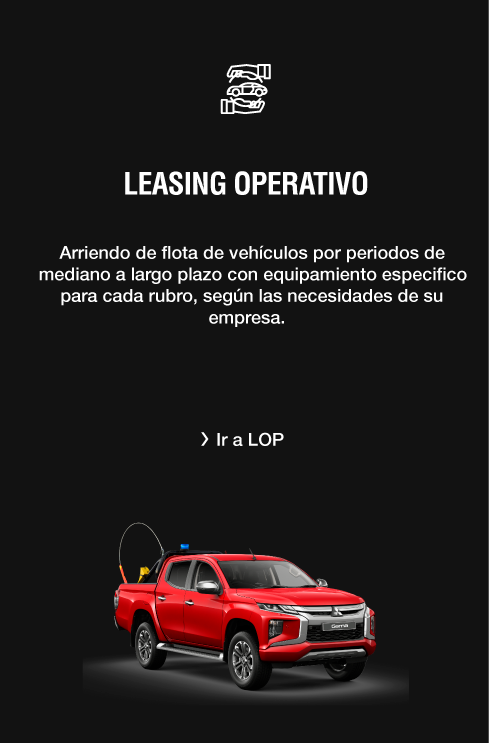 LEASING OPERATIVO
Arriendo de flota de vehículos por periodos de
mediano a largo plazo con equipamiento especifico
para cada rubro, según las necesidades de su
empresa.
› Ir a LOP
Gama